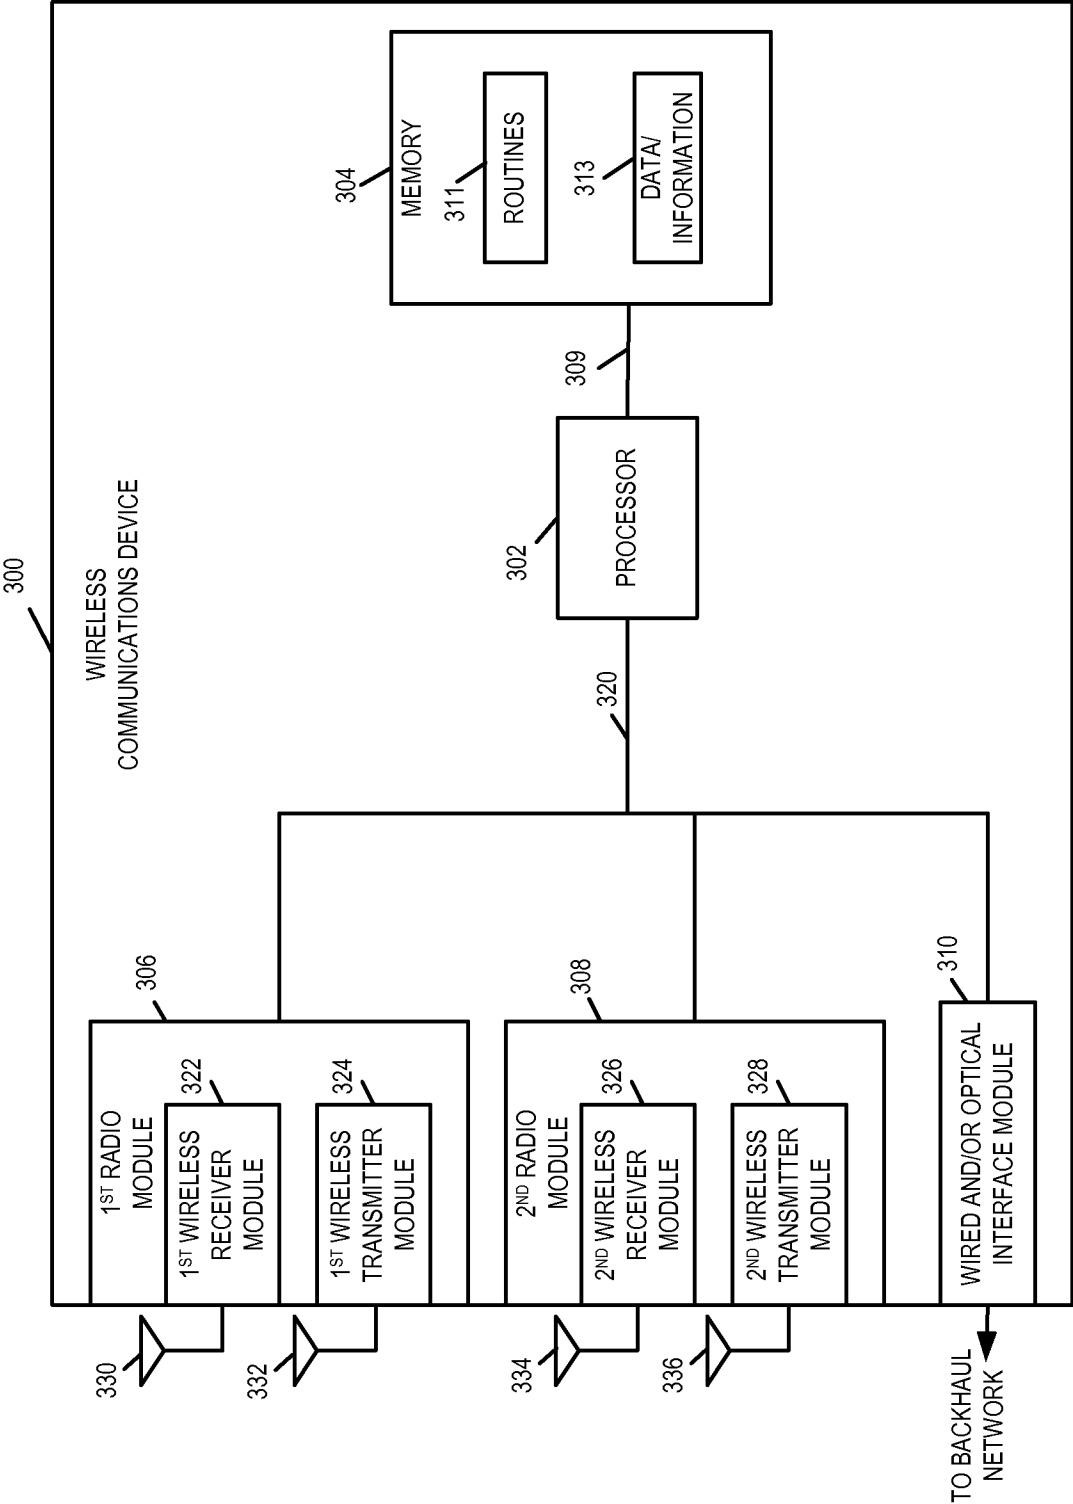 300
WIRELESS
COMMUNICATIONS DEVICE
330
332
334
336
TO BACKHAUL
NETWORK
306
1ST RADIO
MODULE
322
1ST WIRELESS
RECEIVER
MODULE
324
1ST WIRELESS
TRANSMITTER
MODULE
308
2ND RADIO
MODULE
326
2ND WIRELESS
RECEIVER
MODULE
328
2ND WIRELESS
TRANSMITTER
MODULE
310
WIRED AND/OR OPTICAL
INTERFACE MODULE
320
302
PROCESSOR
309
304
MEMORY
311
ROUTINES
313
DATA/
INFORMATION